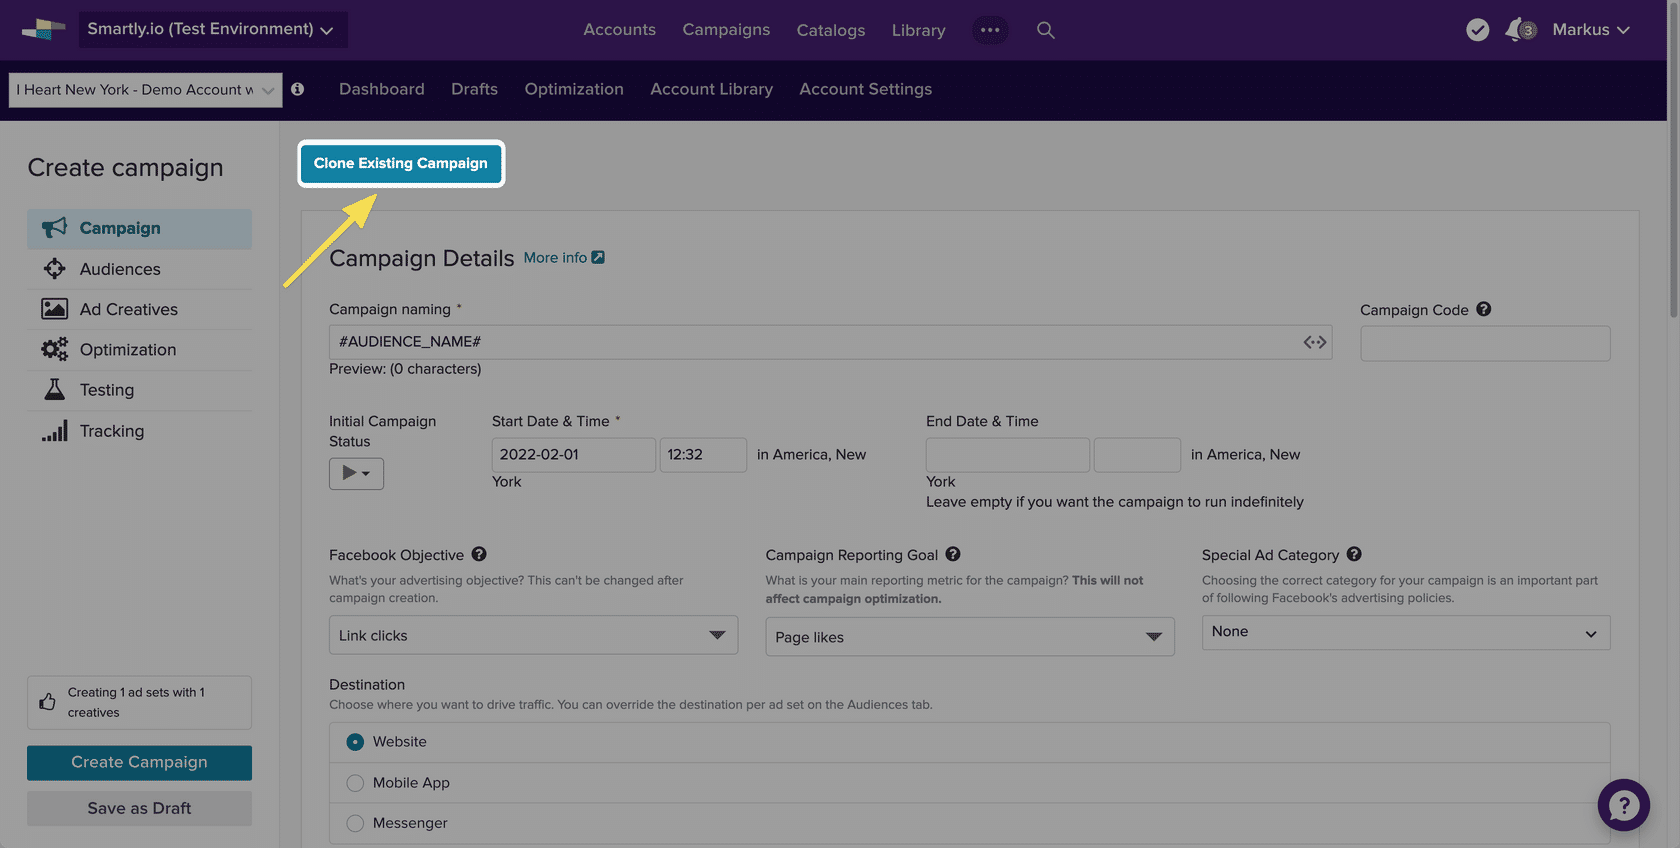 Smartly.io (Test Environment)
Accounts
Campaigns
Catalogs
Library
3
Markus
I Heart New York - Demo Account w
Dashboard
Drafts
Optimization
Account Library
Account Settings
Create campaign
Campaign
Audiences
Ad Creatives
Optimization
Testing
Tracking
Creating 1 ad sets with 1
creatives
Create Campaign
Save as Draft
Clone Existing Campaign
Campaign Details
More info
Campaign naming *
#AUDIENCE_NAME#
Preview: (0 characters)
Campaign Code
Initial Campaign
Status
Start Date & Time *
2022-02-01
12:32
in America, New
York
End Date & Time
in America, New
York
Leave empty if you want the campaign to run indefinitely
Facebook Objective
What's your advertising objective? This can't be changed after
campaign creation.
Link clicks
Campaign Reporting Goal
What is your main reporting metric for the campaign? This will not
affect campaign optimization.
Page likes
Special Ad Category
Choosing the correct category for your campaign is an important part
of following Facebook's advertising policies.
None
Destination
Choose where you want to drive traffic. You can override the destination per ad set on the Audiences tab.
Website
Mobile App
Messenger